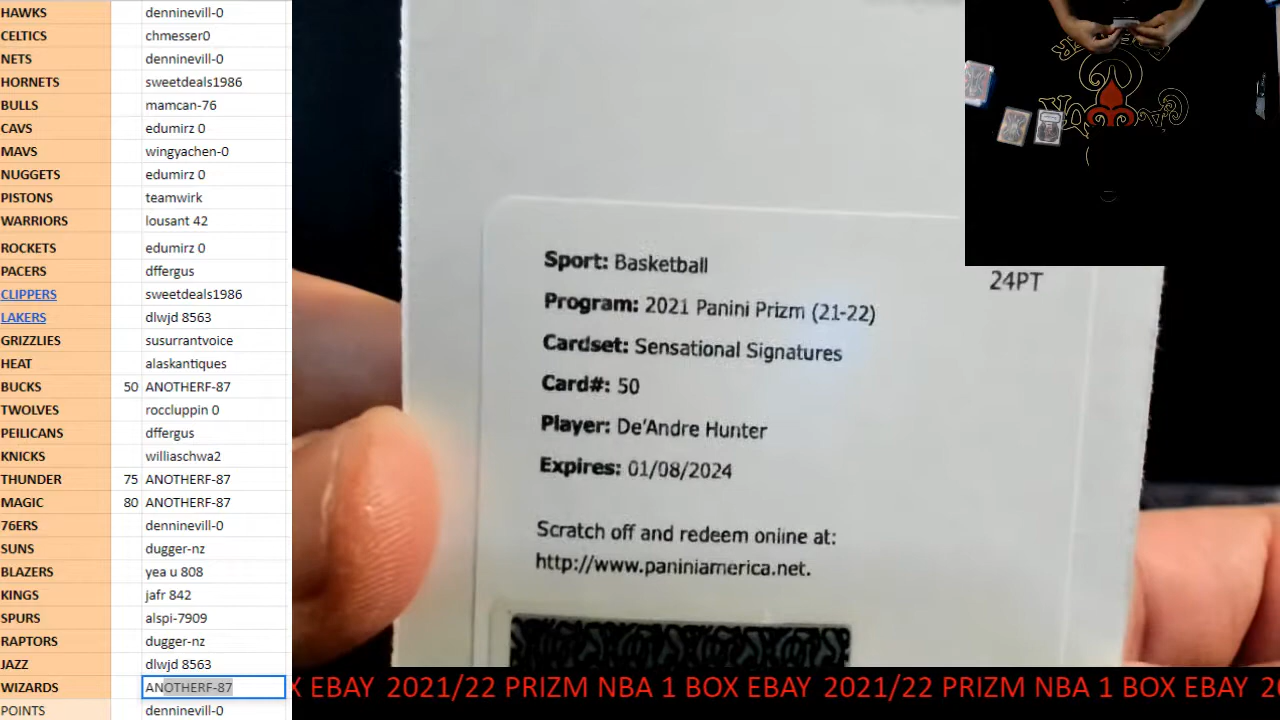 HAWKS denninevill-0
CELTICS chmesser0
NETS denninevill-0
HORNETS sweetdeals1986
BULLS mamcan-76
CAVS edumirz 0
MAVS wingyachen-0
NUGGETS edumirz 0
PISTONS teamwirk
WARRIORS lousant 42
ROCKETS edumirz 0
PACERS dffergus
CLIPPERS sweetdeals1986
LAKERS dlwjd 8563
GRIZZLIES susurrantvoice
HEAT alaskantiques
BUCKS 50 ANOTHERF-87
TWOLVES roccluppin 0
PEILICANS dffergus
KNICKS williaschwa2
THUNDER 75 ANOTHERF-87
MAGIC 80 ANOTHERF-87
76ERS denninevill-0
SUNS dugger-nz
BLAZERS yea u 808
KINGS jafr 842
SPURS alspi-7909
RAPTORS dugger-nz
JAZZ dlwjd 8563
WIZARDS ANOTHERF-87
POINTS denninevill-0
24PT
Sport: Basketball
Program: 2021 Panini Prizm (21-22)
Cardset: Sensational Signatures
Card#: 50
Player: De'Andre Hunter
Expires: 01/08/2024
Scratch off and redeem online at:
http://www.paniniamerica.net.
X EBAY 2021/22 PRIZM NBA 1 BOX EBAY 2021/22 PRIZM NBA 1 BOX EBAY 20